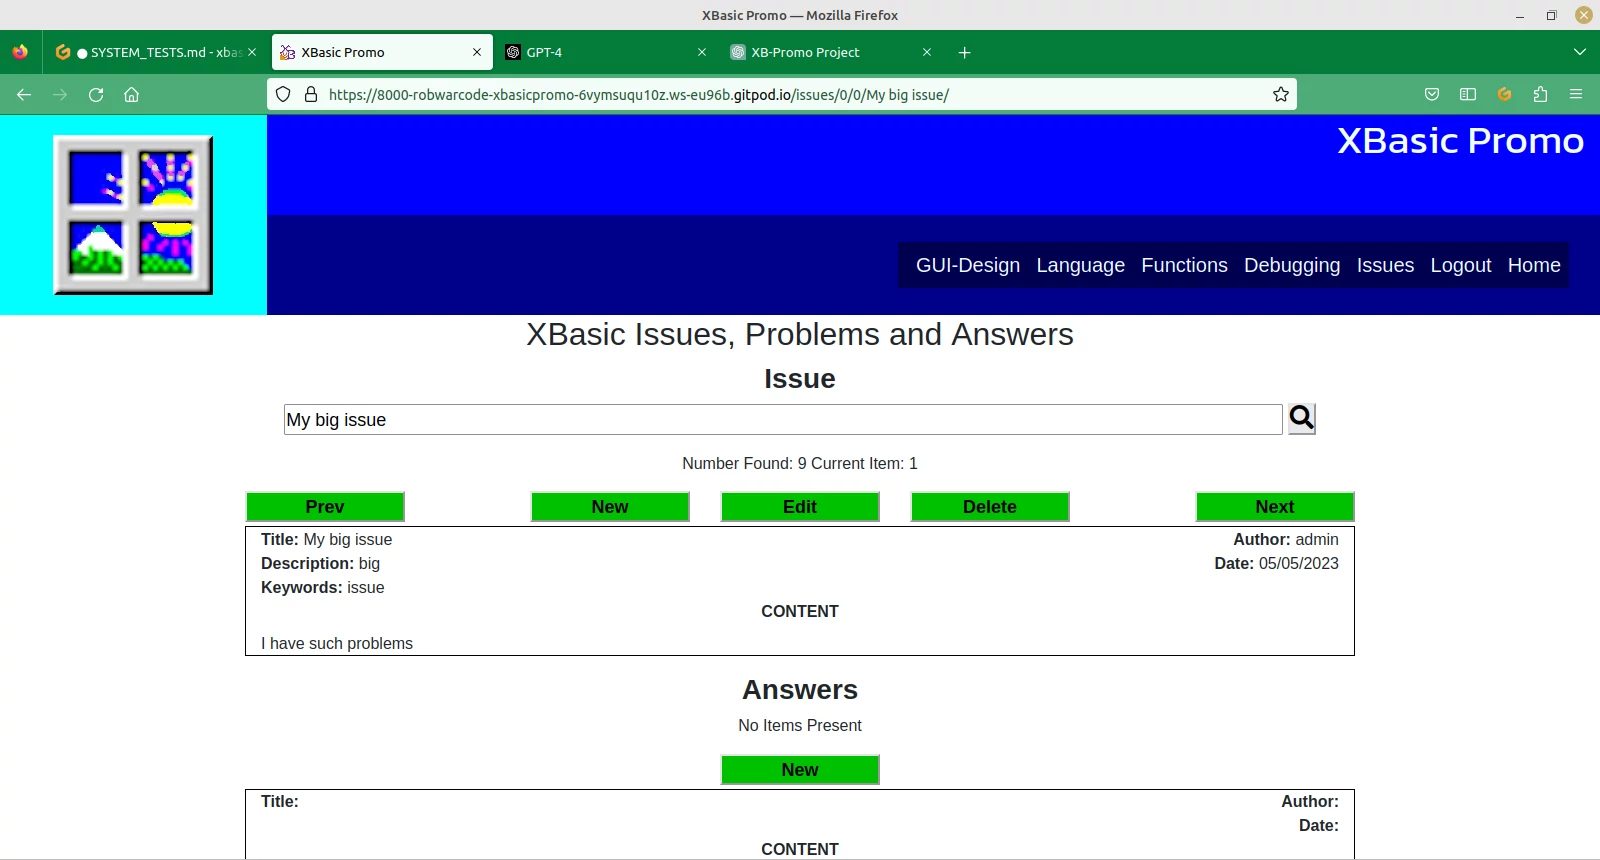 XBasic Promo — Mozilla Firefox
SYSTEM_TESTS.md - xbas
XBasic Promo
GPT-4
XB-Promo Project
https://8000-robwarcode-xbasicpromo-6vymsuqu10z.ws-eu96b.gitpod.io/issues/0/0/My big issue/
XBasic Promo
GUI-Design Language Functions Debugging Issues Logout Home
XBasic Issues, Problems and Answers
Issue
My big issue
Number Found: 9 Current Item: 1
Prev New Edit Delete Next
Title: My big issue Author: admin
Description: big Date: 05/05/2023
Keywords: issue
CONTENT
I have such problems
Answers
No Items Present
New
Title: Author:
Date:
CONTENT